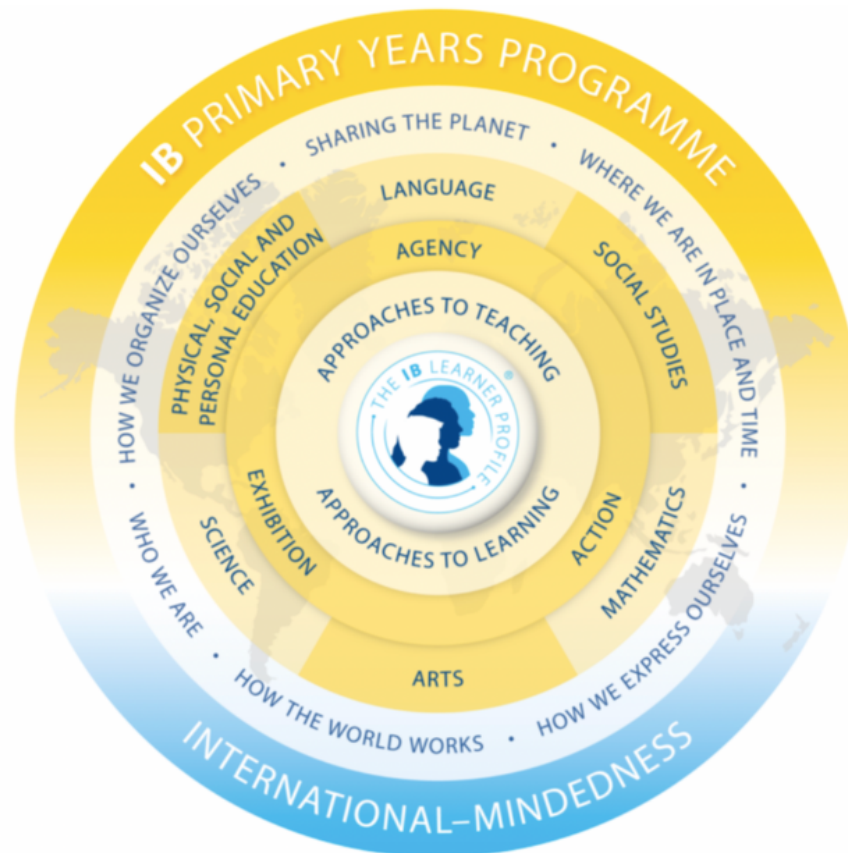 IB PRIMARY YEARS PROGRAMME
SHARING THE PLANET
•
WHERE WE ARE IN PLACE AND TIME
•
HOW WE EXPRESS OURSELVES
•
HOW THE WORLD WORKS
•
WHO WE ARE
•
HOW WE ORGANIZE OURSELVES
•
LANGUAGE
SOCIAL STUDIES
MATHEMATICS
ARTS
SCIENCE
PHYSICAL, SOCIAL AND
PERSONAL EDUCATION
AGENCY
ACTION
EXHIBITION
APPROACHES TO TEACHING
APPROACHES TO LEARNING
THE IB LEARNER PROFILE®
INTERNATIONAL–MINDEDNESS